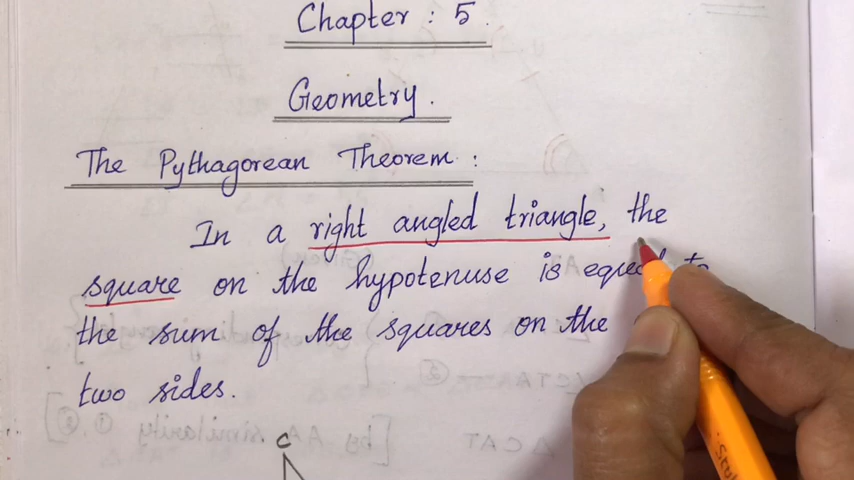 Chapter : 5.
Geometry.
The Pythagorean Theorem :
In a right angled triangle, the
square on the hypotenuse is equal to
the sum of the squares on the
two sides.
C